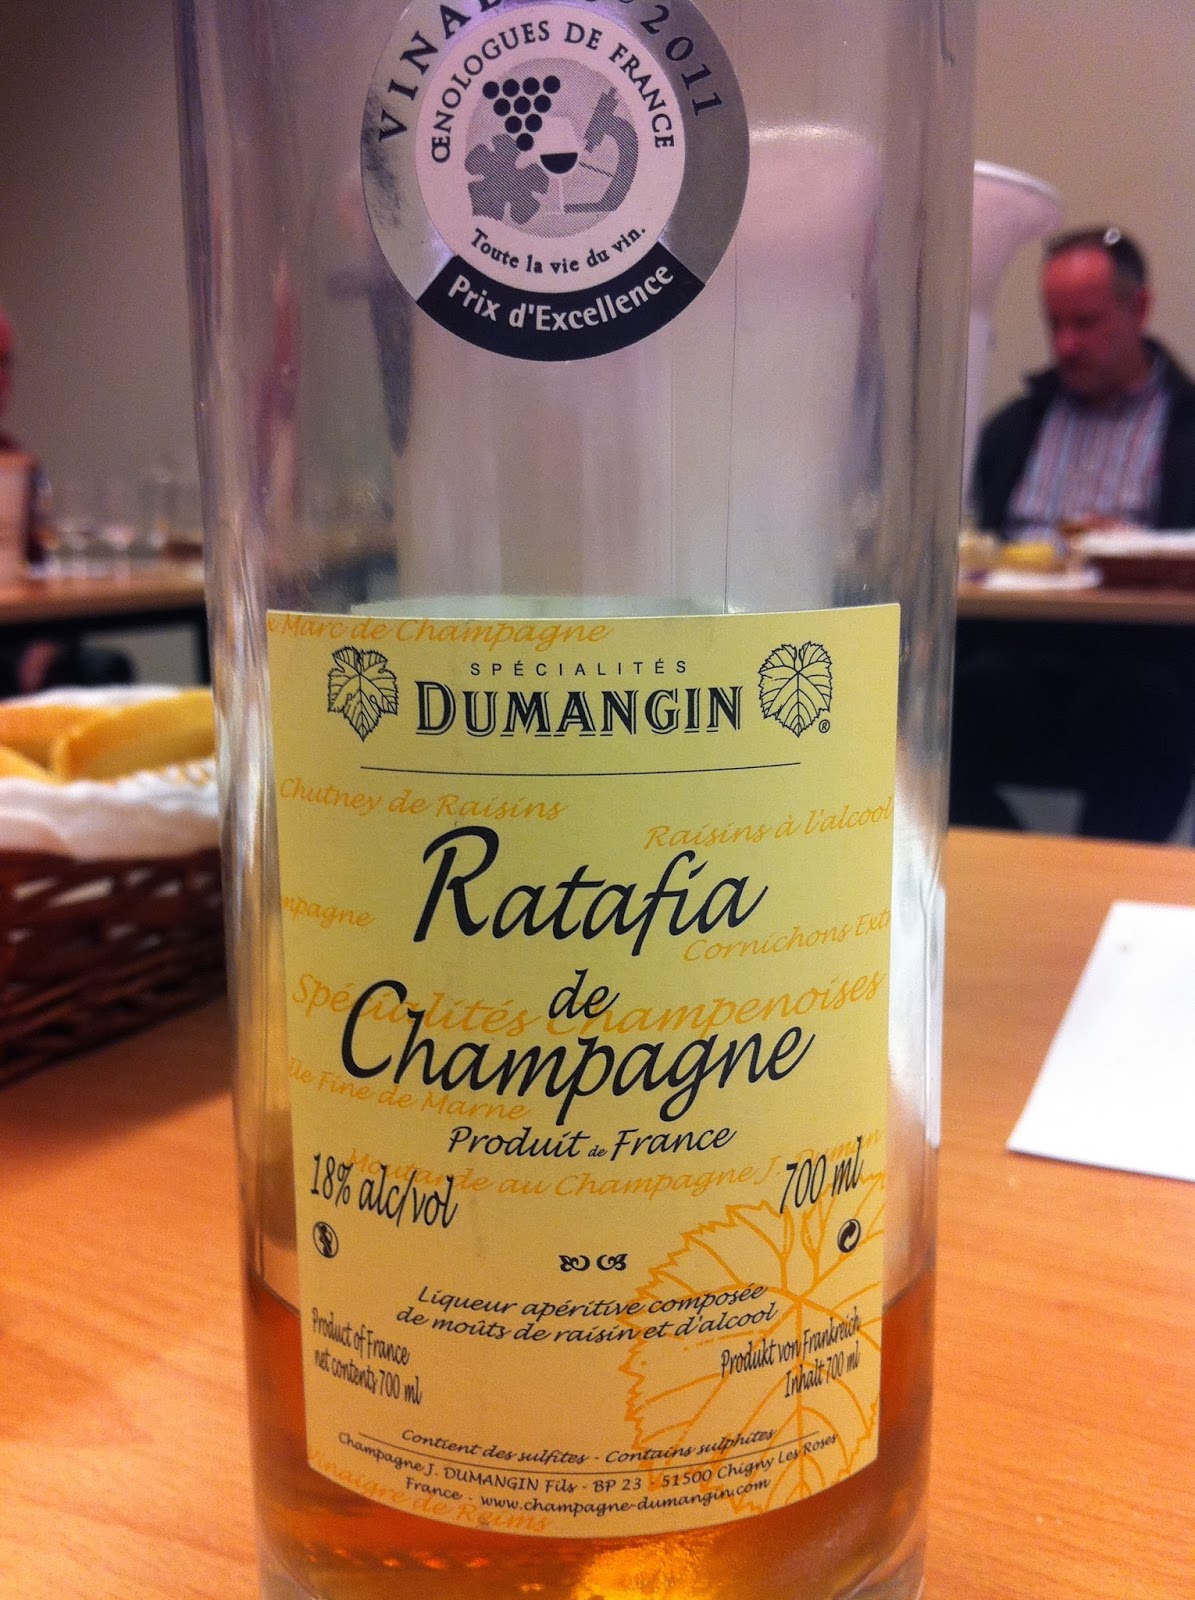 2011
ŒNOLOGUES DE FRANCE
Toute la vie du vin.
Prix d'Excellence
Marc de Champagne
SPÉCIALITÉS
DUMANGIN
®
Chutney de Raisins
Raisins à l'alcool
Ratafia
mpagne
Cornichons Ext
de
Spécialités Champenoises
Champagne
Fine de Marne
Produit de France
Moutarde au Champagne J. Duman
18% alc/vol
700 ml
Liqueur apéritive composée
de moûts de raisin et d'alcool
Product of France
net contents 700 ml
Produkt von Frankreich
Inhalt 700 ml
Contient des sulfites - Contains sulphites
Champagne J. DUMANGIN Fils - BP 23 - 51500 Chigny Les Roses
France - www.champagne-dumangin.com
Vinaigre de Reims